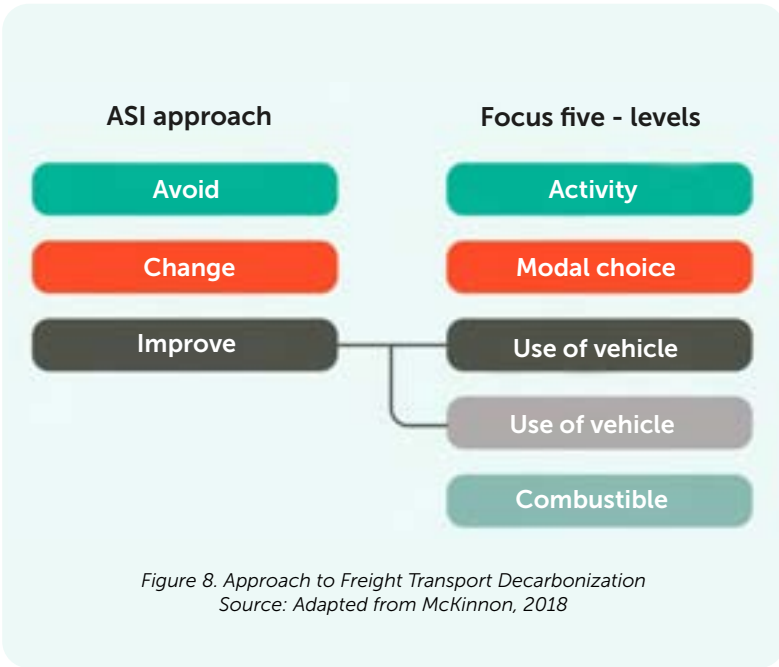 ASI approach
Avoid
Change
Improve
Focus five - levels
Activity
Modal choice
Use of vehicle
Use of vehicle
Combustible
Figure 8. Approach to Freight Transport Decarbonization
Source: Adapted from McKinnon, 2018